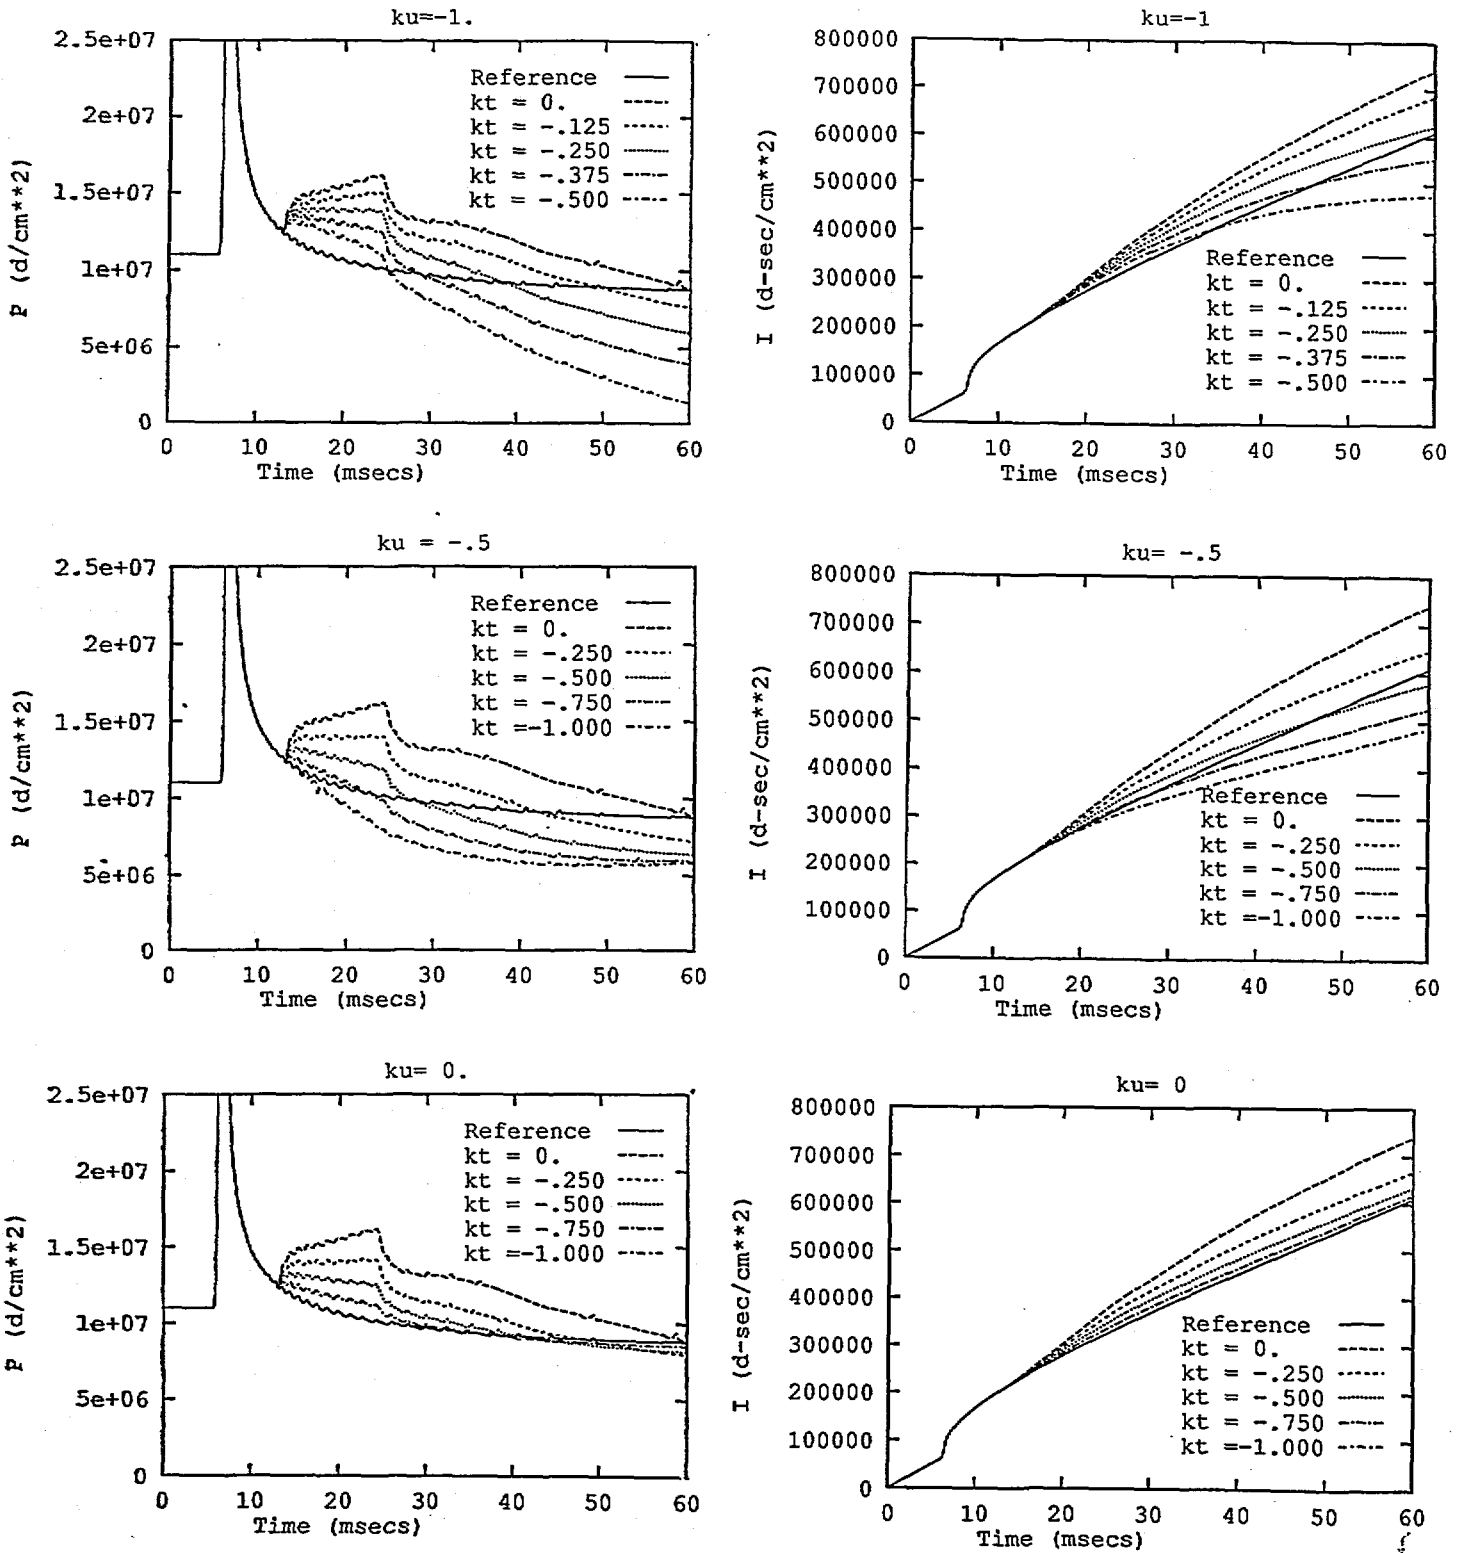 ku=-1.
2.5e+07
2e+07
1.5e+07
1e+07
5e+06
0
p (d/cm**2)
Reference
kt = 0.
kt = -.125
kt = -.250
kt = -.375
kt = -.500
0 10 20 30 40 50 60
Time (msecs)
ku=-1
800000
700000
600000
500000
400000
300000
200000
100000
0
I (d-sec/cm**2)
Reference
kt = 0.
kt = -.125
kt = -.250
kt = -.375
kt = -.500
0 10 20 30 40 50 60
Time (msecs)
ku = -.5
2.5e+07
2e+07
1.5e+07
1e+07
5e+06
0
p (d/cm**2)
Reference
kt = 0.
kt = -.250
kt = -.500
kt = -.750
kt =-1.000
0 10 20 30 40 50 60
Time (msecs)
ku= -.5
800000
700000
600000
500000
400000
300000
200000
100000
0
I (d-sec/cm**2)
Reference
kt = 0.
kt = -.250
kt = -.500
kt = -.750
kt =-1.000
0 10 20 30 40 50 60
Time (msecs)
ku= 0.
2.5e+07
2e+07
1.5e+07
1e+07
5e+06
0
p (d/cm**2)
Reference
kt = 0.
kt = -.250
kt = -.500
kt = -.750
kt =-1.000
0 10 20 30 40 50 60
Time (msecs)
ku= 0
800000
700000
600000
500000
400000
300000
200000
100000
0
I (d-sec/cm**2)
Reference
kt = 0.
kt = -.250
kt = -.500
kt = -.750
kt =-1.000
0 10 20 30 40 50 60
Time (msecs)